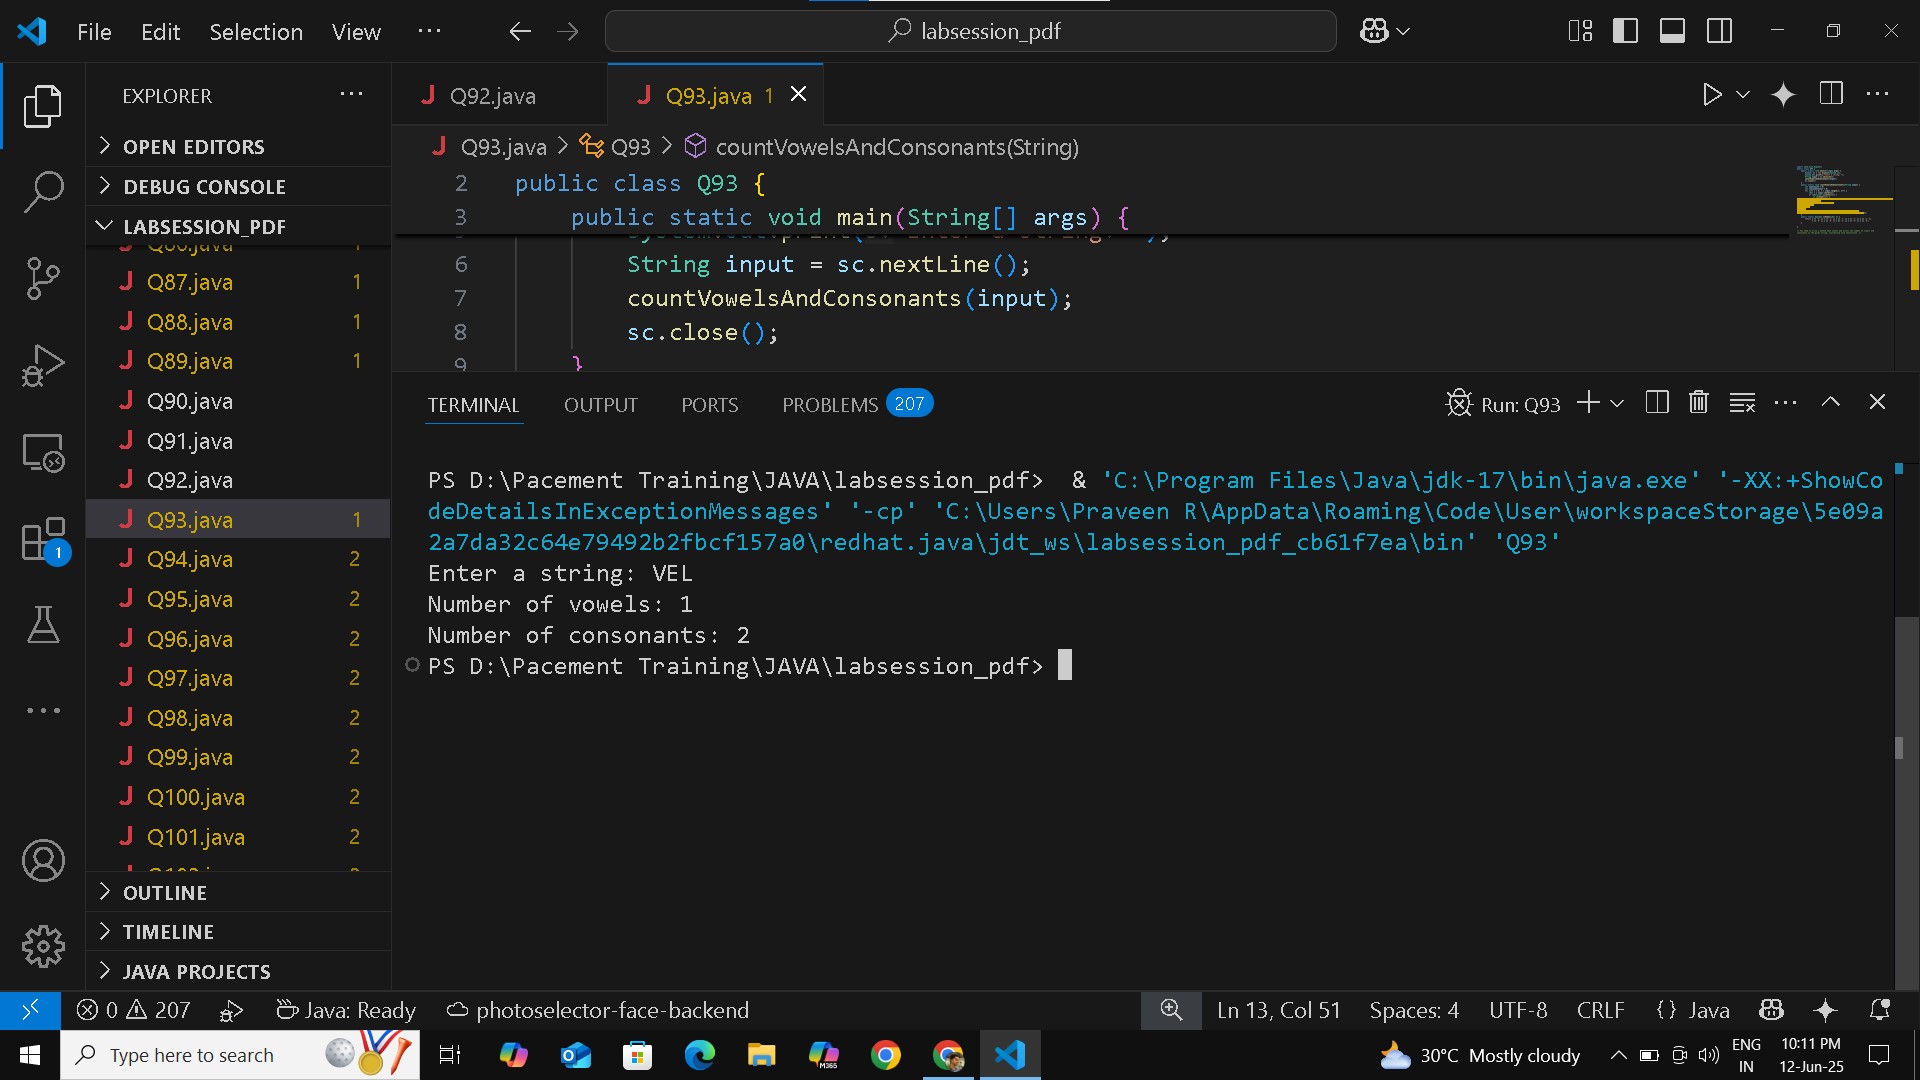 File Edit Selection View ··· labsession_pdf
EXPLORER ···
OPEN EDITORS
DEBUG CONSOLE
LABSESSION_PDF
Q87.java 1
Q88.java 1
Q89.java 1
Q90.java
Q91.java
Q92.java
Q93.java 1
Q94.java 2
Q95.java 2
Q96.java 2
Q97.java 2
Q98.java 2
Q99.java 2
Q100.java 2
Q101.java 2
OUTLINE
TIMELINE
JAVA PROJECTS
1
Q92.java Q93.java 1
Q93.java > Q93 > countVowelsAndConsonants(String)
2 public class Q93 {
3 public static void main(String[] args) {
6 String input = sc.nextLine();
7 countVowelsAndConsonants(input);
8 sc.close();
9 }
TERMINAL OUTPUT PORTS PROBLEMS 207 Run: Q93
PS D:\Pacement Training\JAVA\labsession_pdf> & 'C:\Program Files\Java\jdk-17\bin\java.exe' '-XX:+ShowCo
deDetailsInExceptionMessages' '-cp' 'C:\Users\Praveen R\AppData\Roaming\Code\User\workspaceStorage\5e09a
2a7da32c64e79492b2fbcf157a0\redhat.java\jdt_ws\labsession_pdf_cb61f7ea\bin' 'Q93'
Enter a string: VEL
Number of vowels: 1
Number of consonants: 2
PS D:\Pacement Training\JAVA\labsession_pdf>
0 207 Java: Ready photoselector-face-backend Ln 13, Col 51 Spaces: 4 UTF-8 CRLF {} Java
Type here to search M365 30°C Mostly cloudy ENG IN 10:11 PM 12-Jun-25